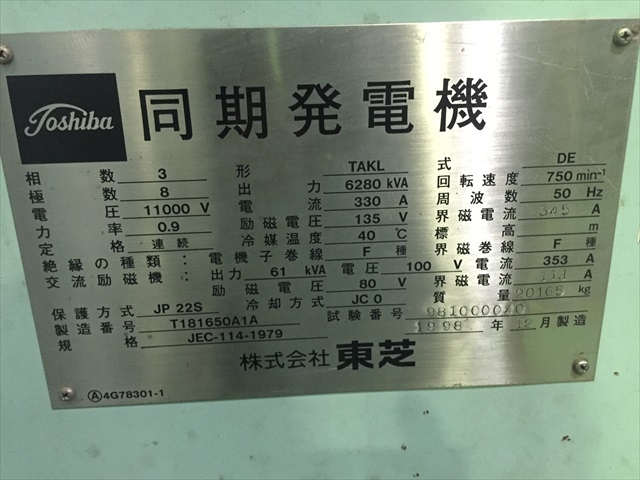 Toshiba 同期発電機
相数 3 形 TAKL 式 DE
極数 8 出力 6280 kVA 回転速度 750 min⁻¹
電圧 11000 V 電流 330 A 周波数 50 Hz
力率 0.9 励磁電圧 135 V 界磁電流 345 A
定格 連続 冷媒温度 40 ℃ 標高 m
絶縁の種類：電機子巻線 F 種 界磁巻線 F 種
交流励磁機：出力 61 kVA 電圧 100 V 電流 353 A
励磁電圧 80 V 界磁電流 A
保護方式 JP 22S 冷却方式 JC 0 質量 20165 kg
製造番号 T181650A1A 試験番号
規格 JEC-114-1979 1998 年 12 月製造
株式会社 東芝
Ⓐ4G78301-1